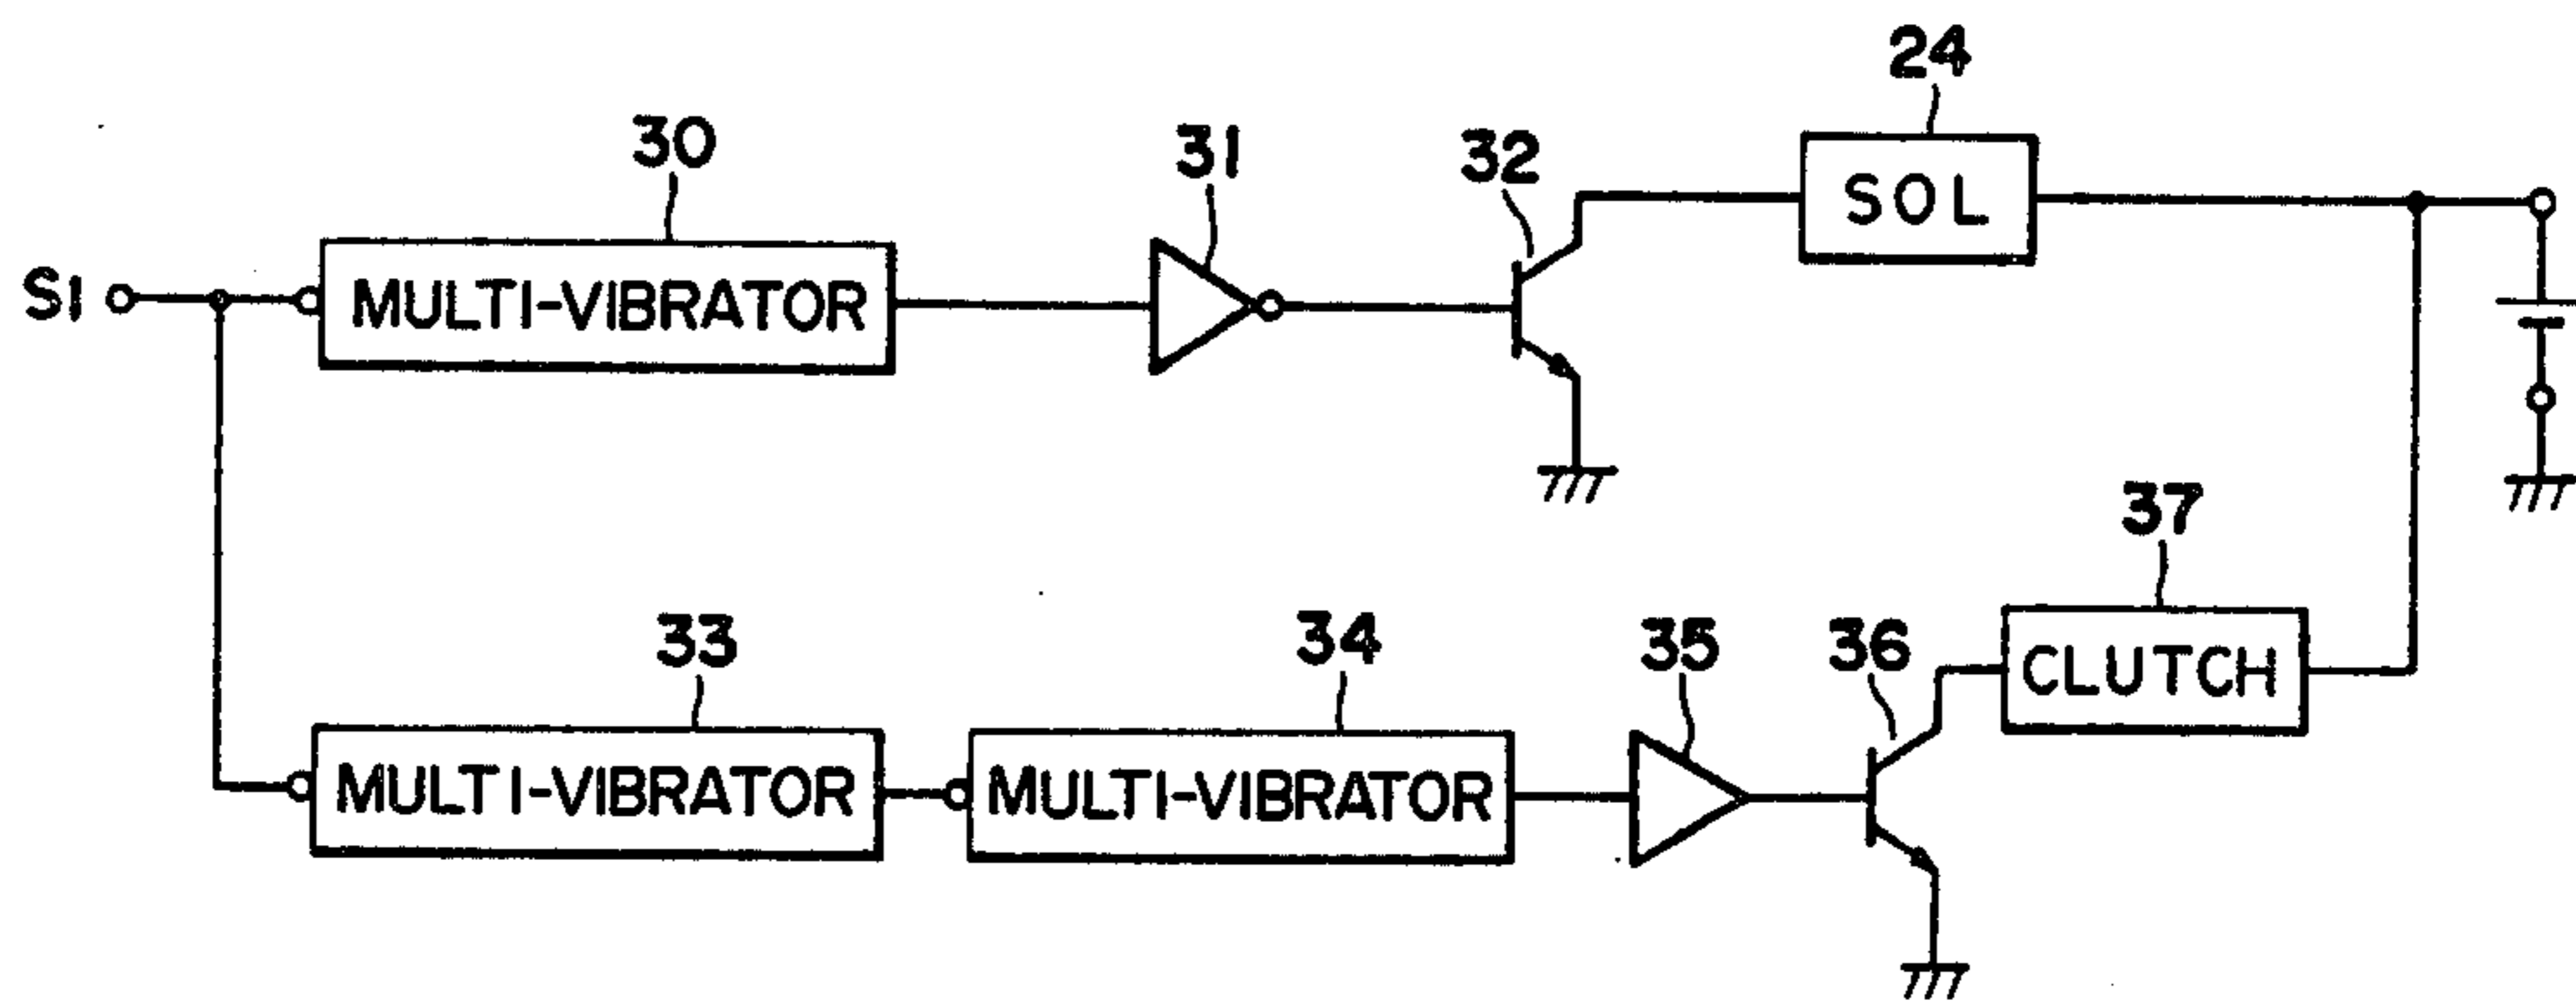 24
30
31
32
SOL
S1
MULTI-VIBRATOR
37
33
34
35
36
CLUTCH
MULTI-VIBRATOR
MULTI-VIBRATOR